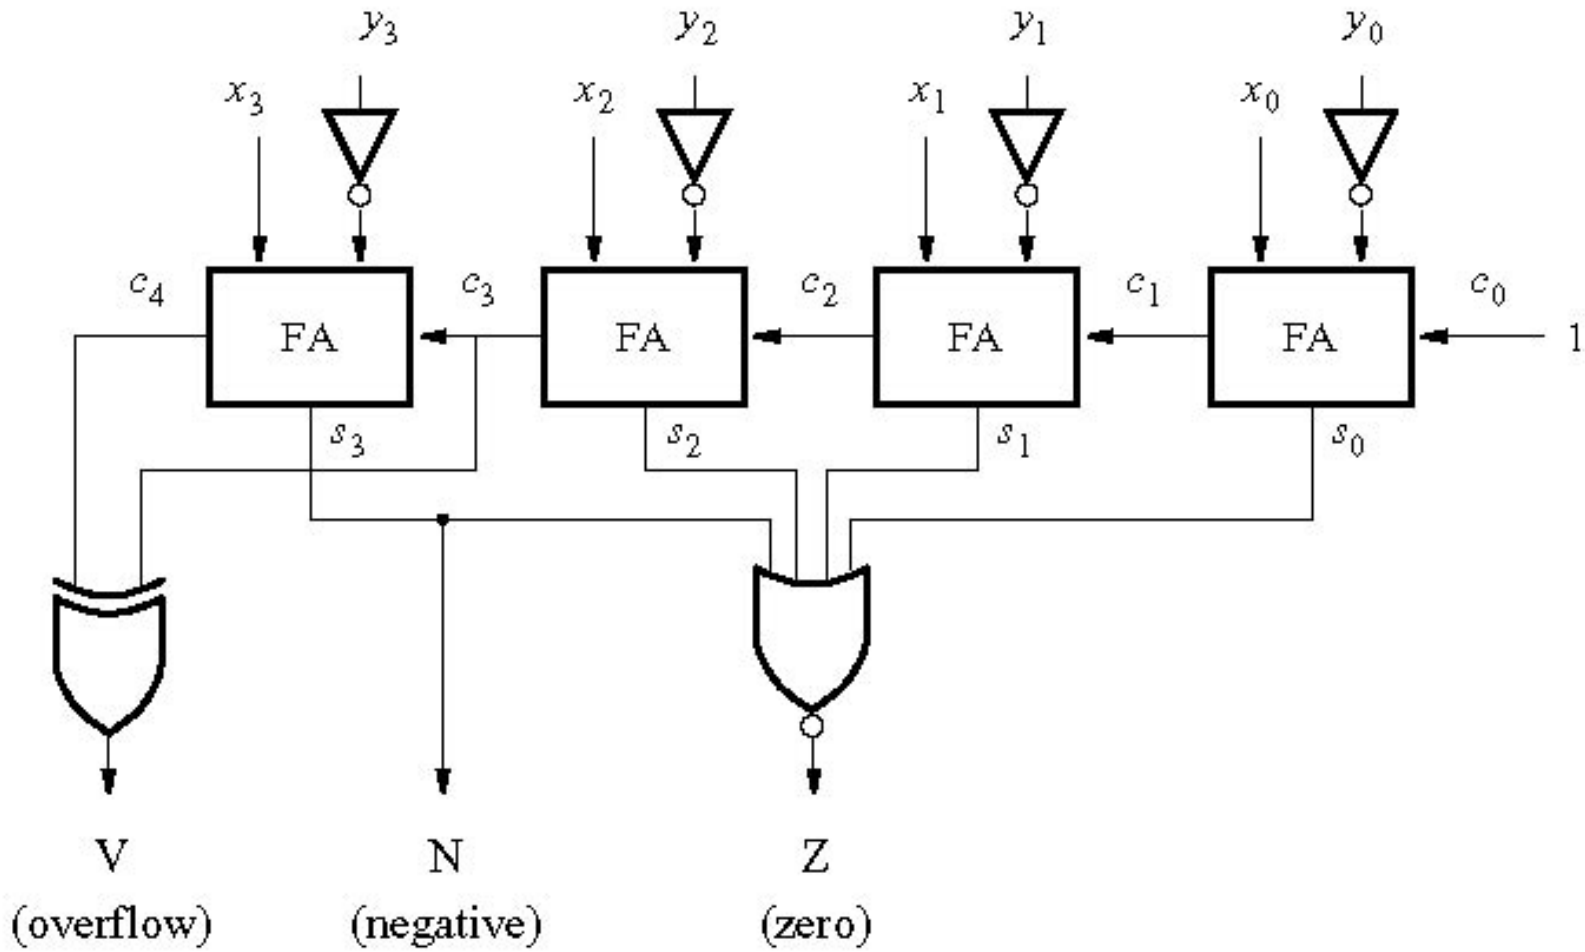 y3 y2 y1 y0
x3 x2 x1 x0
c4 c3 c2 c1 c0
FA FA FA FA 1
s3 s2 s1 s0
V N Z
(overflow) (negative) (zero)